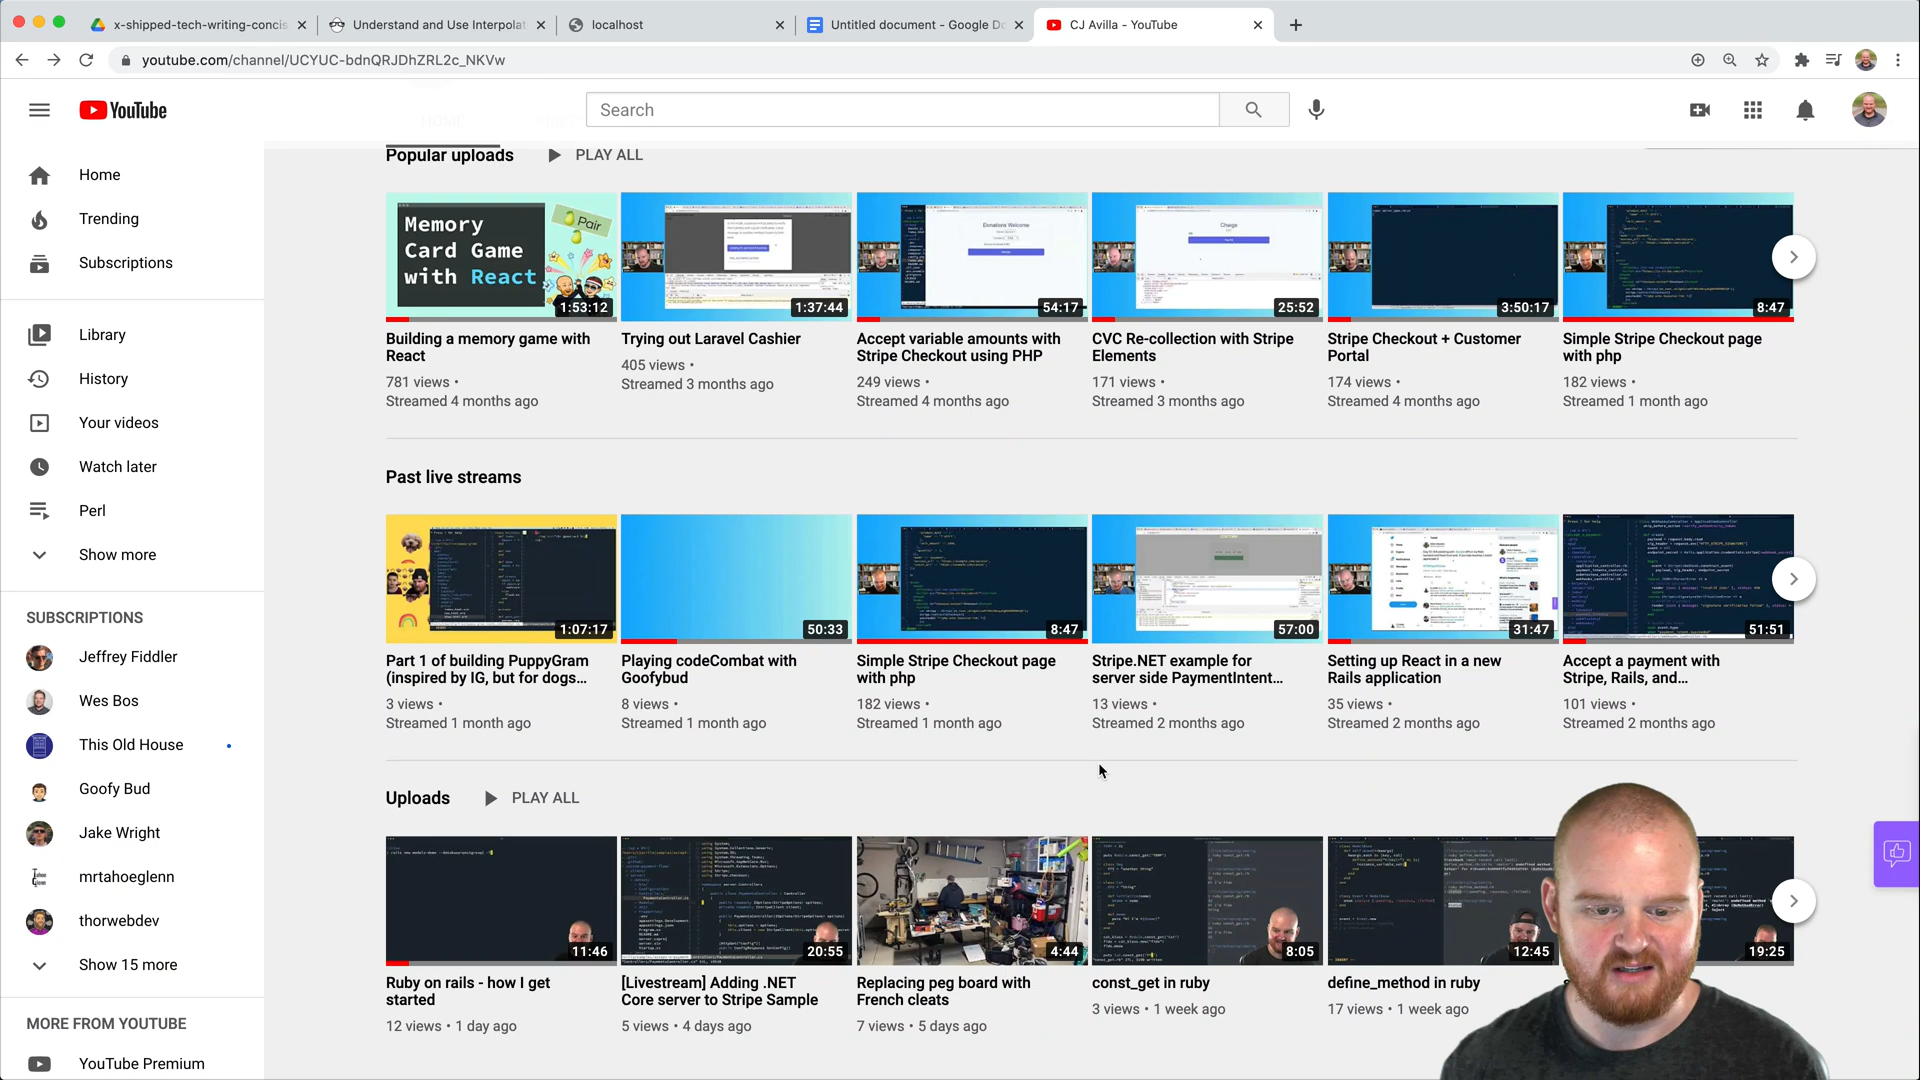 x-shipped-tech-writing-concis
Understand and Use Interpolat
localhost
Untitled document - Google Do
CJ Avilla - YouTube
youtube.com/channel/UCYUC-bdnQRJDhZRL2c_NKVw
YouTube
Search
Home
Trending
Subscriptions
Library
History
Your videos
Watch later
Perl
Show more
SUBSCRIPTIONS
Jeffrey Fiddler
Wes Bos
This Old House
Goofy Bud
Jake Wright
mrtahoeglenn
thorwebdev
Show 15 more
MORE FROM YOUTUBE
YouTube Premium
Popular uploads
PLAY ALL
Memory
Card Game
with React
Pair
1:53:12
Building a memory game with
React
781 views •
Streamed 4 months ago
1:37:44
Trying out Laravel Cashier
405 views •
Streamed 3 months ago
Donations Welcome
54:17
Accept variable amounts with
Stripe Checkout using PHP
249 views •
Streamed 4 months ago
Charge
25:52
CVC Re-collection with Stripe
Elements
171 views •
Streamed 3 months ago
3:50:17
Stripe Checkout + Customer
Portal
174 views •
Streamed 4 months ago
8:47
Simple Stripe Checkout page
with php
182 views •
Streamed 1 month ago
Past live streams
1:07:17
Part 1 of building PuppyGram
(inspired by IG, but for dogs...
3 views •
Streamed 1 month ago
50:33
Playing codeCombat with
Goofybud
8 views •
Streamed 1 month ago
8:47
Simple Stripe Checkout page
with php
182 views •
Streamed 1 month ago
57:00
Stripe.NET example for
server side PaymentIntent...
13 views •
Streamed 2 months ago
31:47
Setting up React in a new
Rails application
35 views •
Streamed 2 months ago
51:51
Accept a payment with
Stripe, Rails, and...
101 views •
Streamed 2 months ago
Uploads
PLAY ALL
11:46
Ruby on rails - how I get
started
12 views • 1 day ago
20:55
[Livestream] Adding .NET
Core server to Stripe Sample
5 views • 4 days ago
4:44
Replacing peg board with
French cleats
7 views • 5 days ago
8:05
const_get in ruby
3 views • 1 week ago
12:45
define_method in ruby
17 views • 1 week ago
19:25